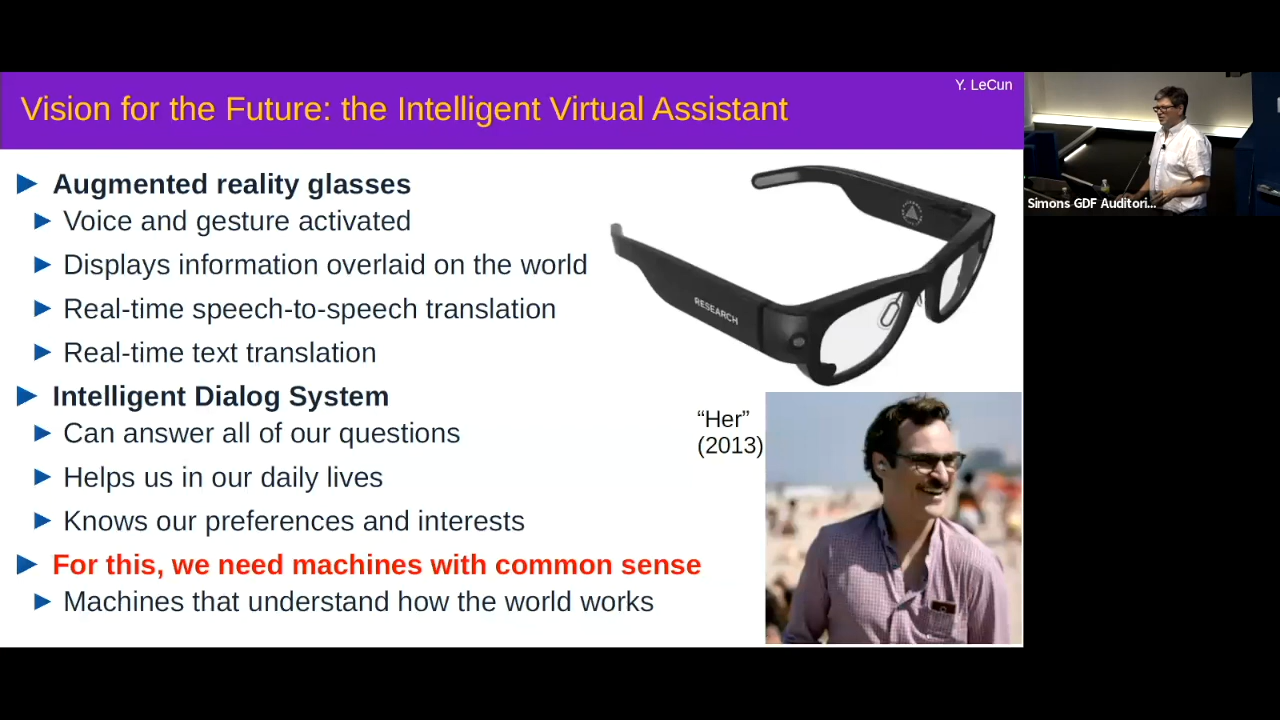 Y. LeCun
Vision for the Future: the Intelligent Virtual Assistant
Augmented reality glasses
Voice and gesture activated
Displays information overlaid on the world
Real-time speech-to-speech translation
Real-time text translation
Intelligent Dialog System
Can answer all of our questions
Helps us in our daily lives
Knows our preferences and interests
For this, we need machines with common sense
Machines that understand how the world works
RESEARCH
“Her”
(2013)
Simons GDF Auditori...